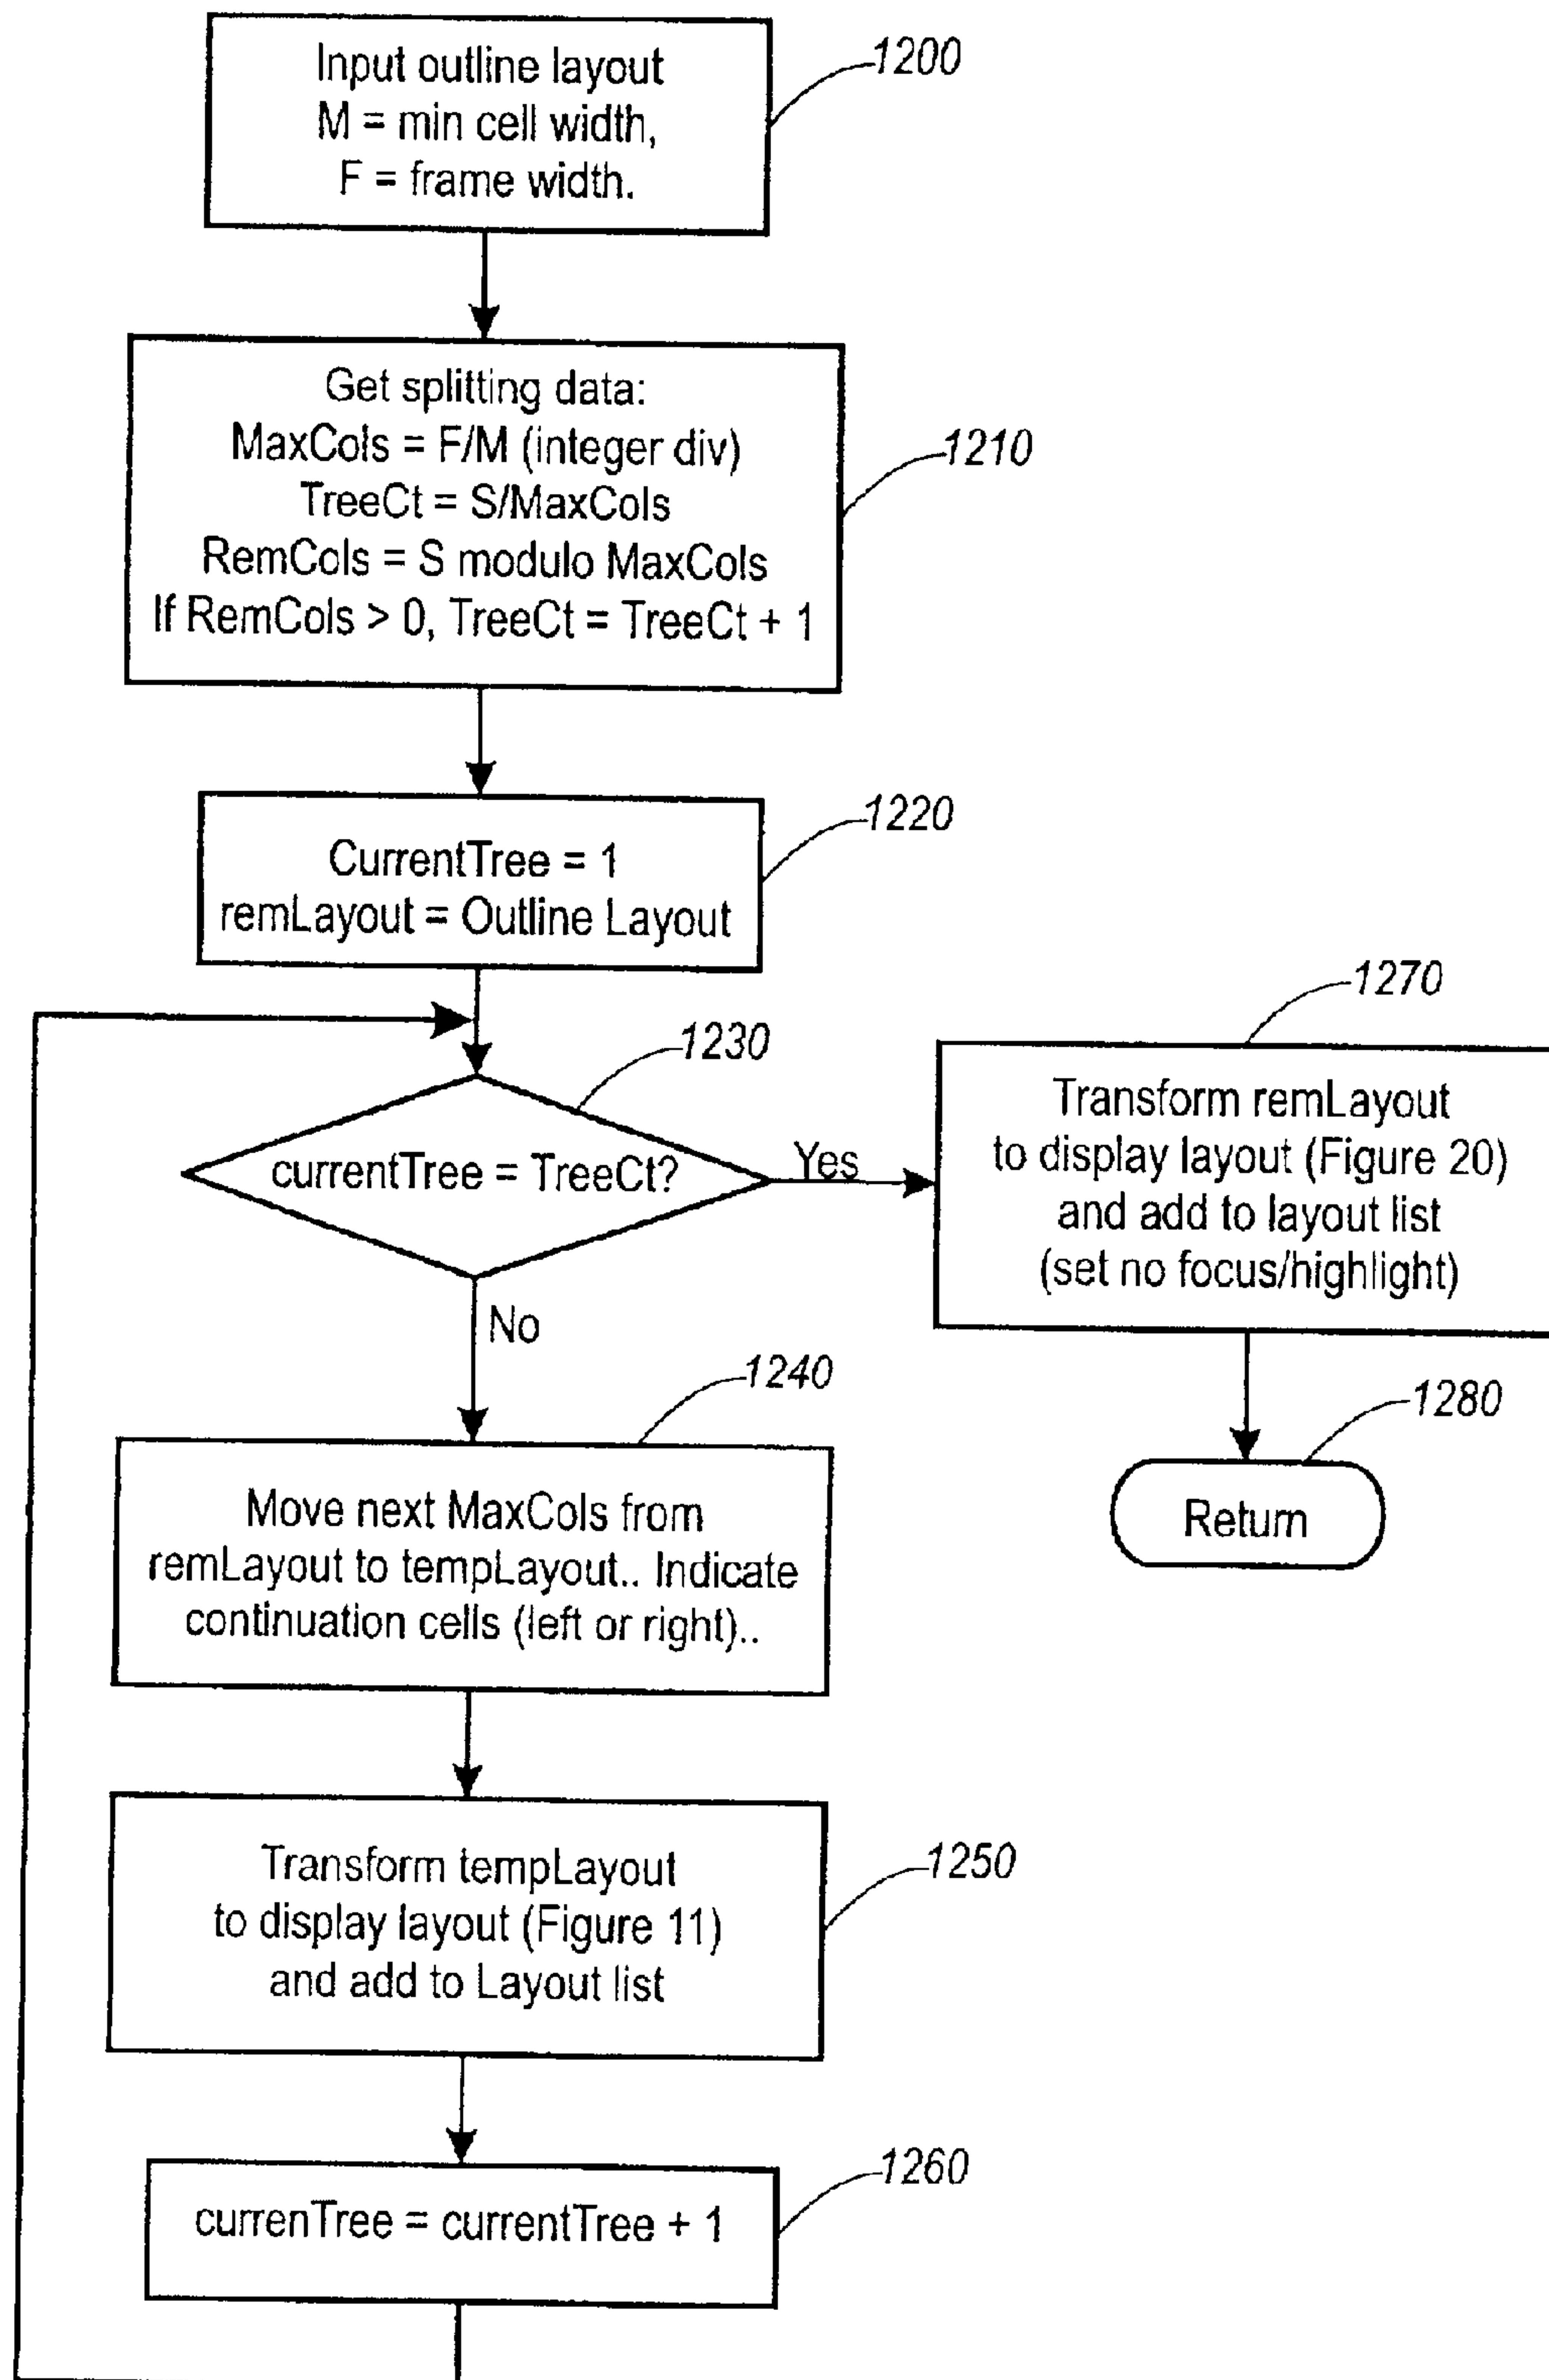 Input outline layout
M = min cell width,
F = frame width.
1200
Get splitting data:
MaxCols = F/M (integer div)
TreeCt = S/MaxCols
RemCols = S modulo MaxCols
If RemCols > 0, TreeCt = TreeCt + 1
1210
CurrentTree = 1
remLayout = Outline Layout
1220
currentTree = TreeCt?
1230
Yes
No
Transform remLayout
to display layout (Figure 20)
and add to layout list
(set no focus/highlight)
1270
Return
1280
Move next MaxCols from
remLayout to tempLayout.. Indicate
continuation cells (left or right)..
1240
Transform tempLayout
to display layout (Figure 11)
and add to Layout list
1250
currenTree = currentTree + 1
1260